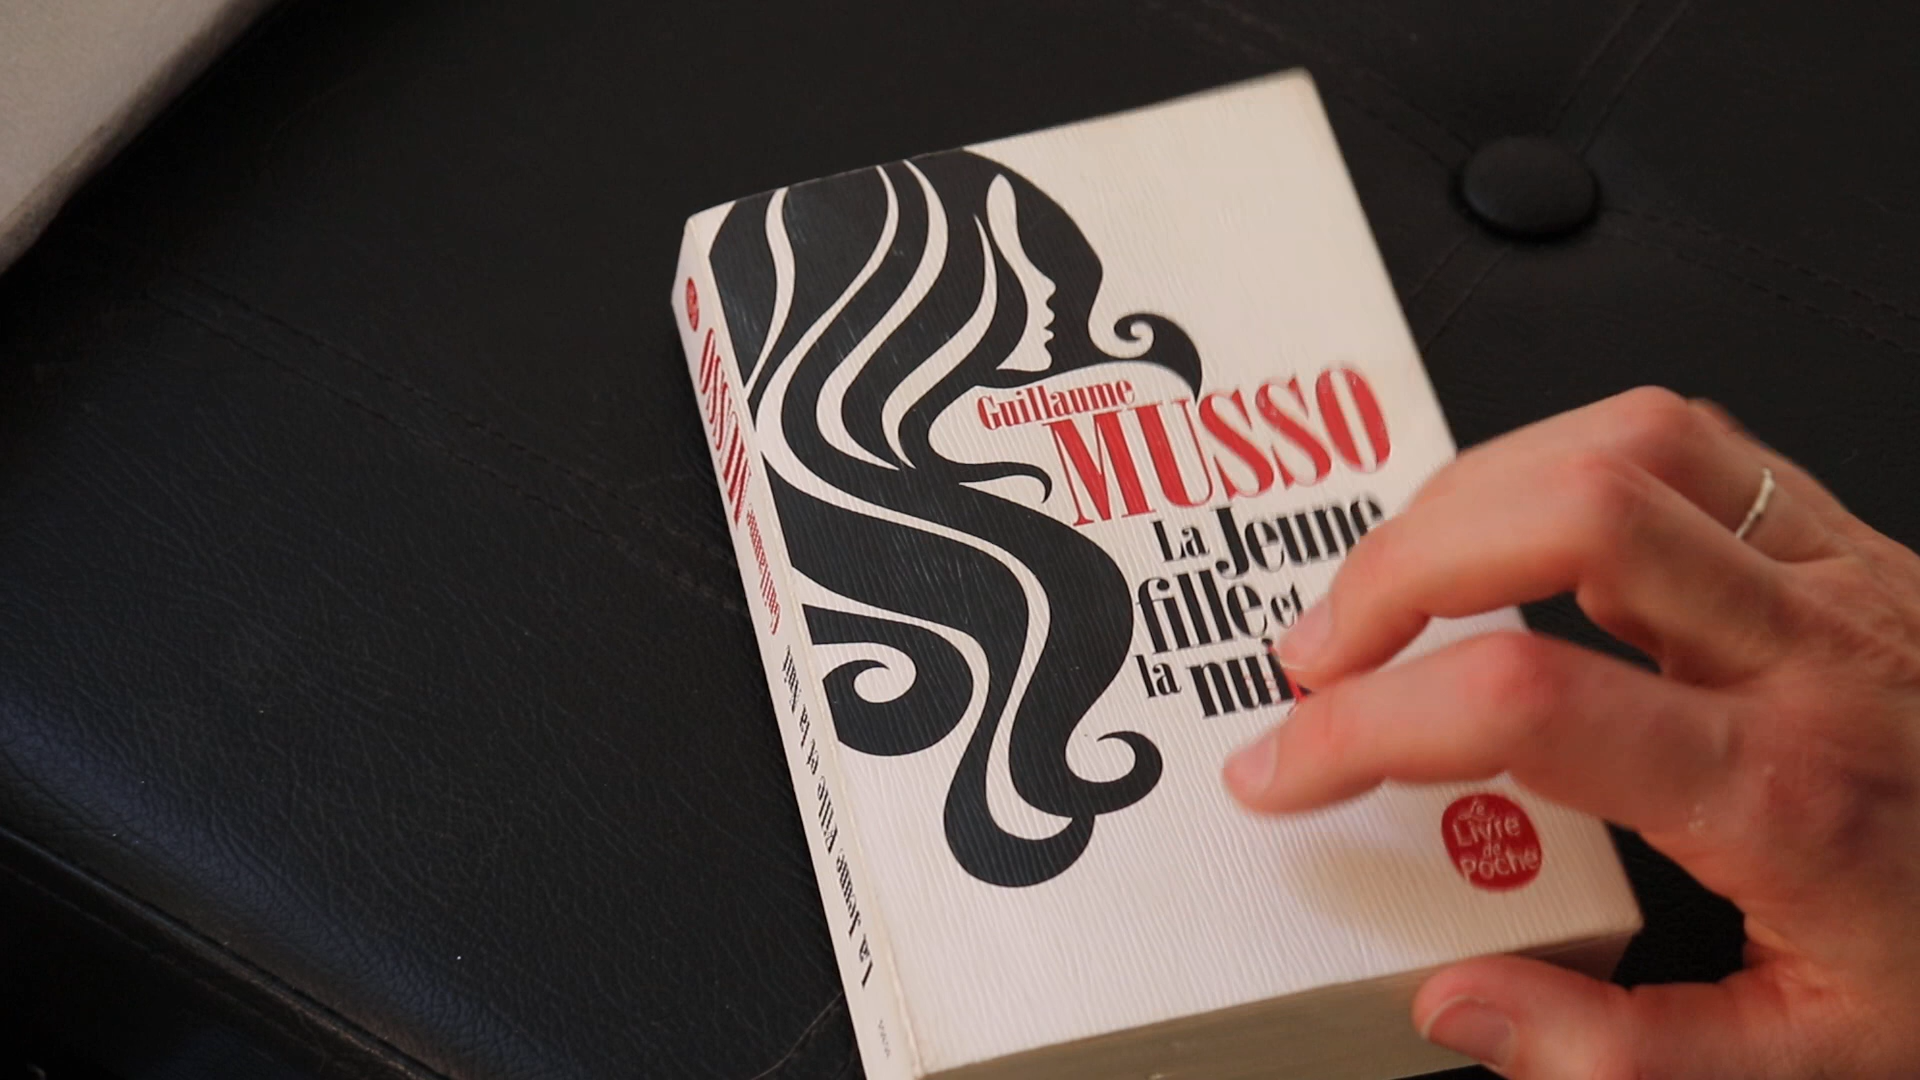 Guillaume
MUSSO
La Jeune
fille et
la nui
Le
Livre
de
Poche
Guillaume MUSSO
La Jeune Fille et la Nuit